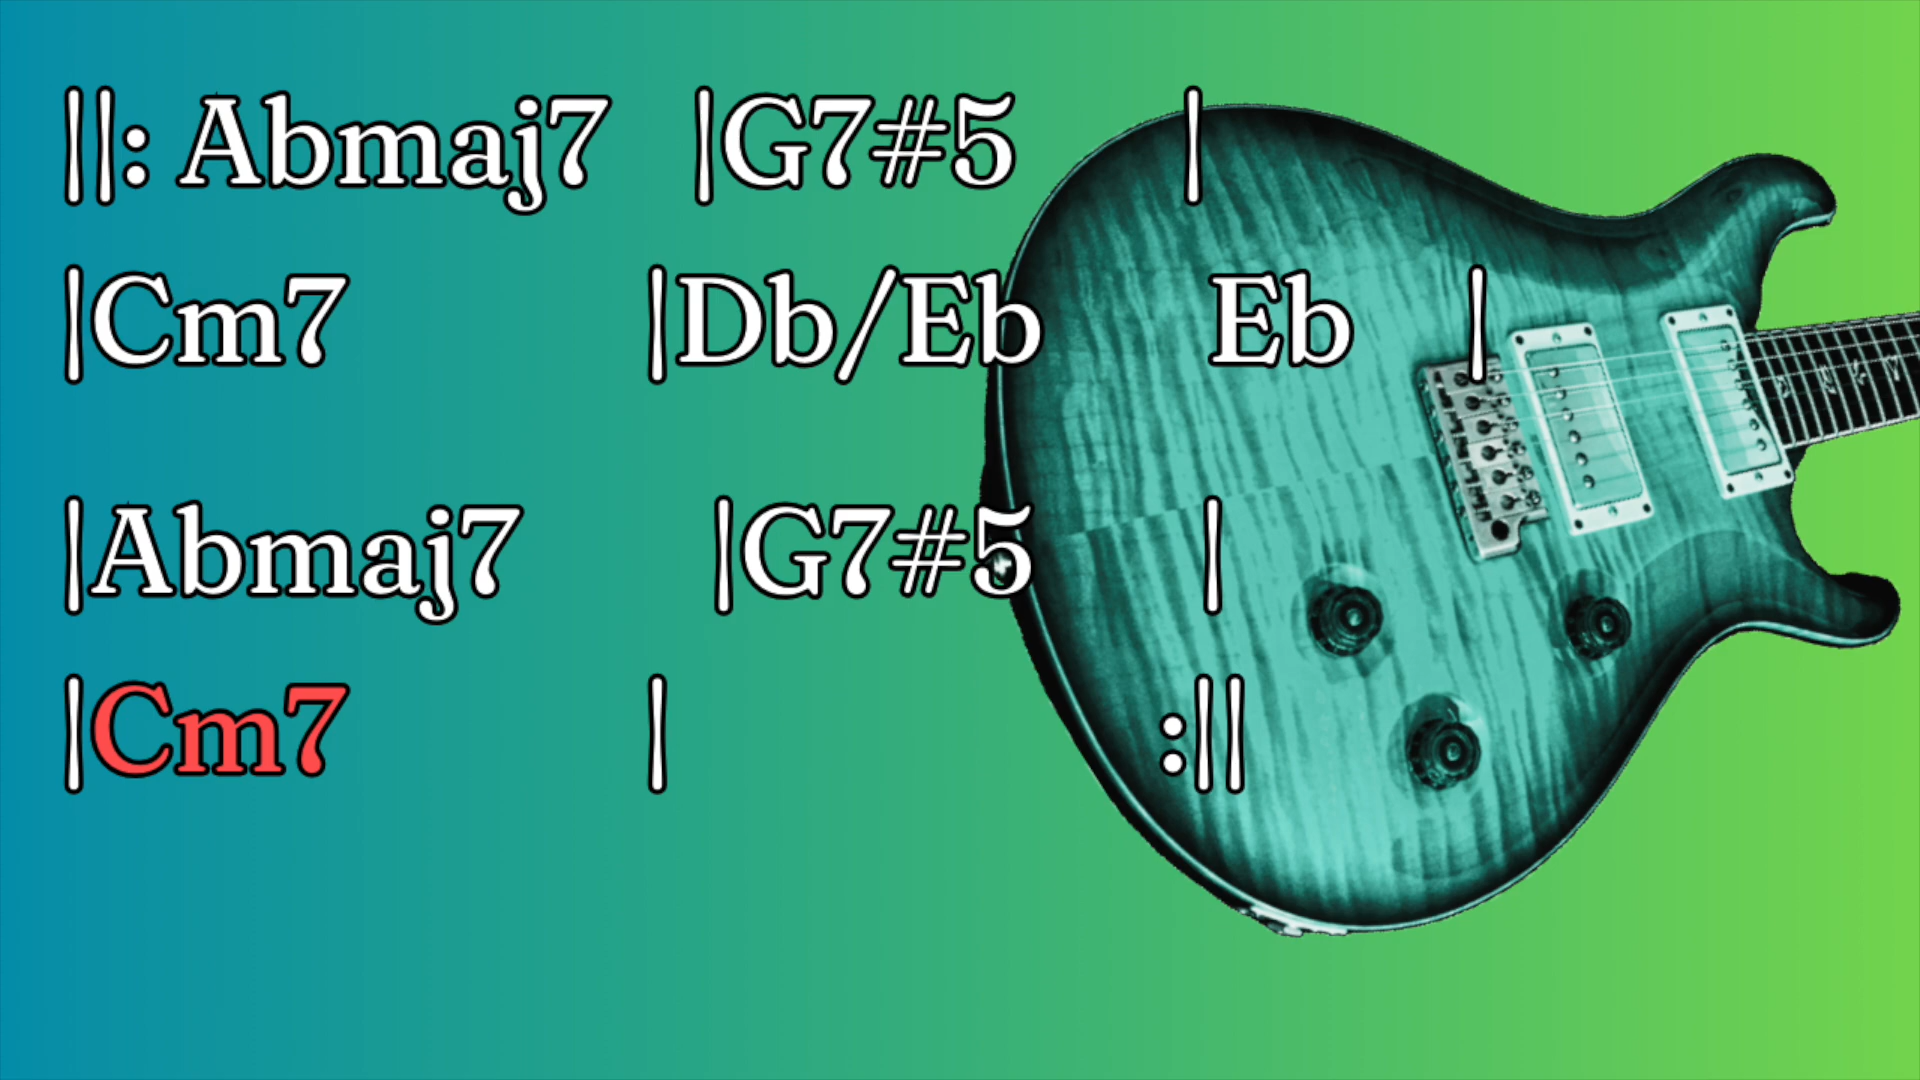 ||: Abmaj7 |G7#5 |
|Cm7 |Db/Eb Eb |
|Abmaj7 |G7#5 |
|Cm7 | :||